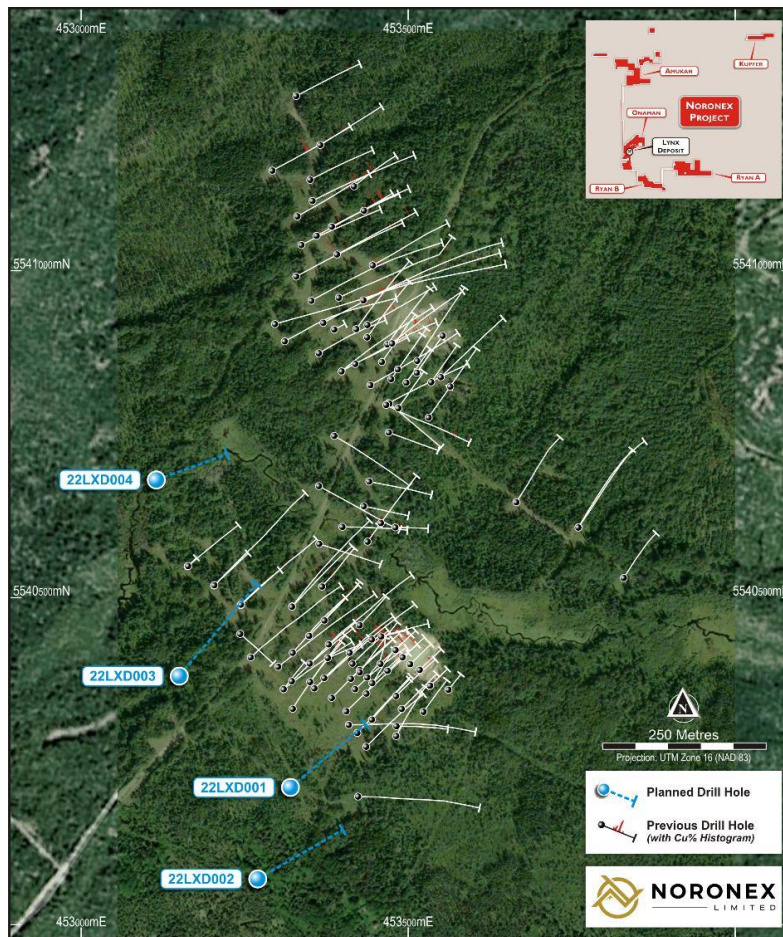 453000mE
453500mE
KUPFER
AMUKAN
NORONEX
PROJECT
ONAMAN
LYNX
DEPOSIT
RYAN B
RYAN A
5541000mN
5541000mN
22LXD004
5540500mN
5540500mN
22LXD003
N
250 Metres
Projection: UTM Zone 16 (NAD 83)
22LXD001
Planned Drill Hole
Previous Drill Hole
(with Cu% Histogram)
22LXD002
NORONEX
LIMITED
453000mE
453500mE